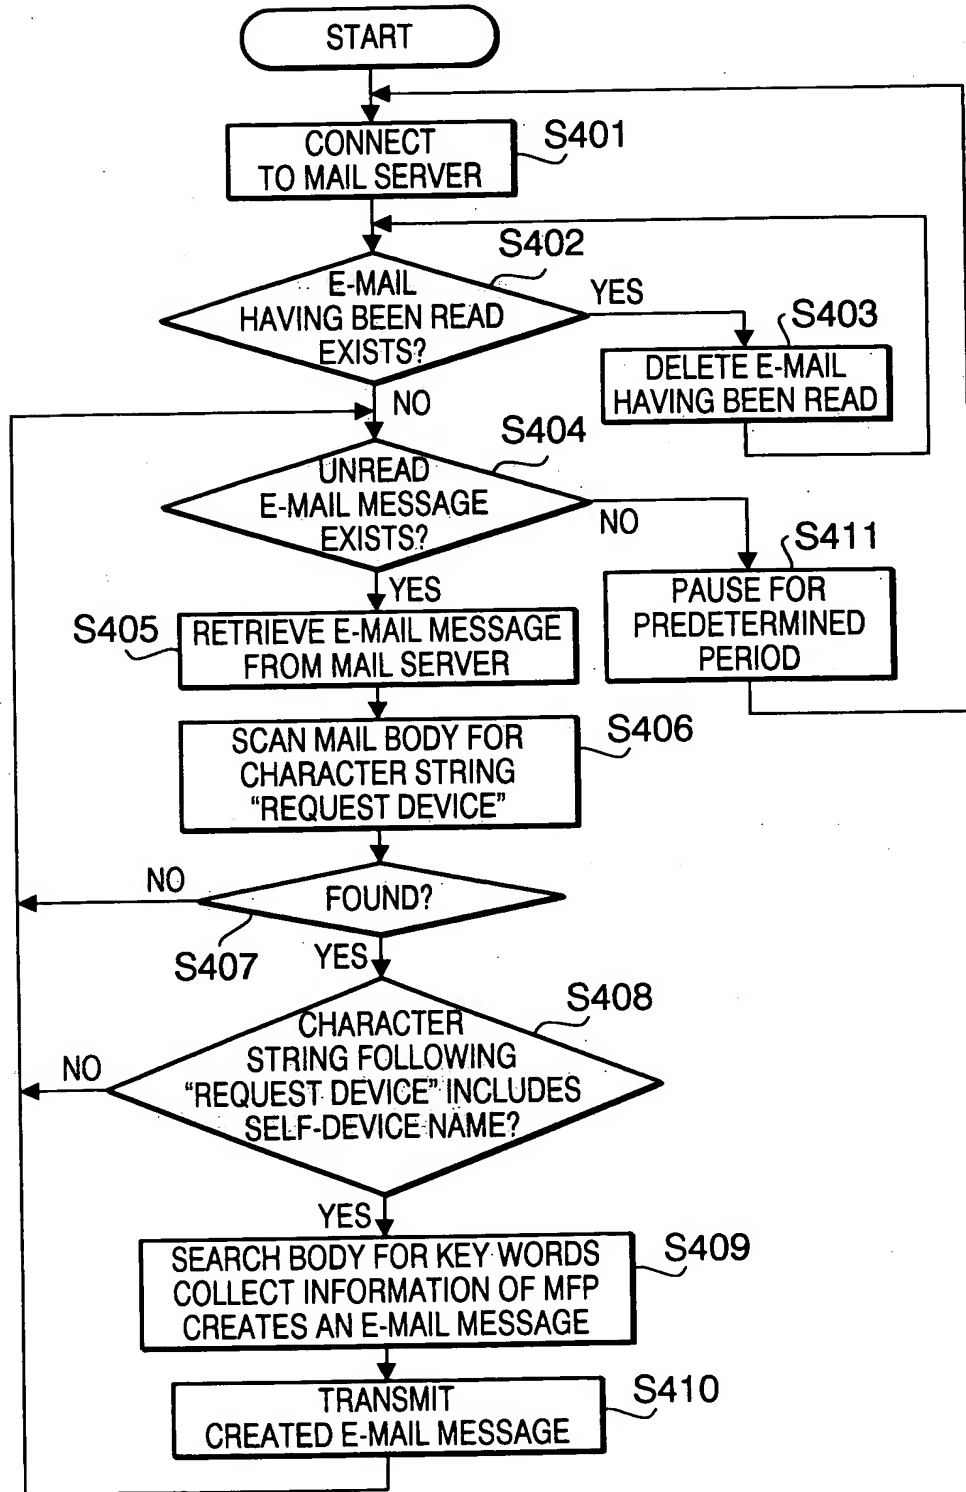 START
CONNECT
TO MAIL SERVER
S401
S402
E-MAIL
HAVING BEEN READ
EXISTS?
YES
S403
DELETE E-MAIL
HAVING BEEN READ
NO
S404
UNREAD
E-MAIL MESSAGE
EXISTS?
NO
S411
PAUSE FOR
PREDETERMINED
PERIOD
YES
S405
RETRIEVE E-MAIL MESSAGE
FROM MAIL SERVER
S406
SCAN MAIL BODY FOR
CHARACTER STRING
“REQUEST DEVICE”
NO
FOUND?
S407
YES
S408
CHARACTER
STRING FOLLOWING
“REQUEST DEVICE” INCLUDES
SELF-DEVICE NAME?
NO
YES
S409
SEARCH BODY FOR KEY WORDS
COLLECT INFORMATION OF MFP
CREATES AN E-MAIL MESSAGE
S410
TRANSMIT
CREATED E-MAIL MESSAGE